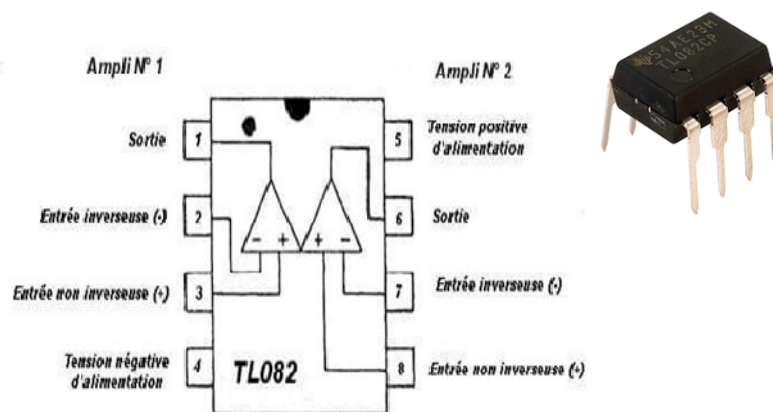 Ampli N° 1
Ampli N° 2
Sortie
1
Entrée inverseuse (-)
2
Entrée non inverseuse (+)
3
Tension négative
d'alimentation
4
5
Tension positive
d'alimentation
6
Sortie
7
Entrée inverseuse (-)
8
Entrée non inverseuse (+)
- + + -
TL082
54AE23M
TL082CP